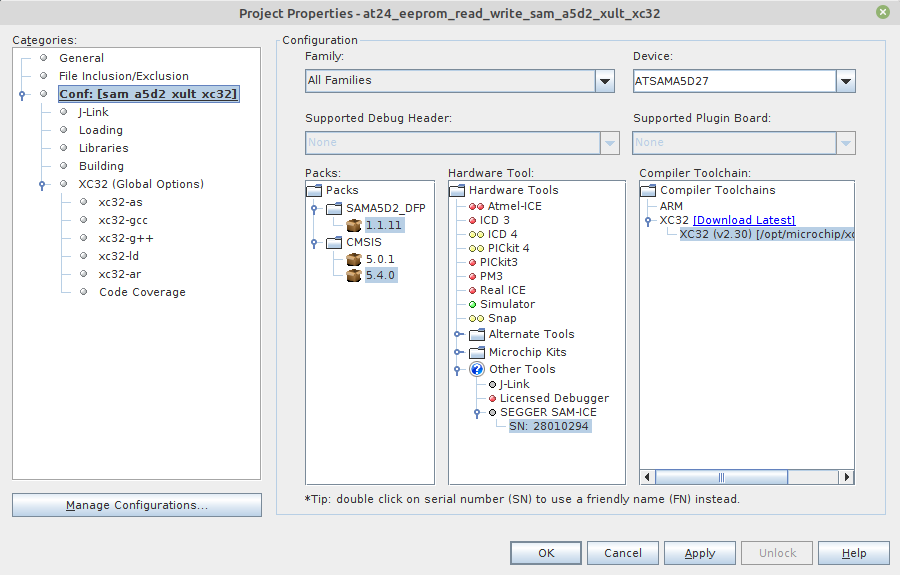 Project Properties - at24_eeprom_read_write_sam_a5d2_xult_xc32
Categories:
General
File Inclusion/Exclusion
Conf: [sam_a5d2_xult_xc32]
J-Link
Loading
Libraries
Building
XC32 (Global Options)
xc32-as
xc32-gcc
xc32-g++
xc32-ld
xc32-ar
Code Coverage
Manage Configurations...
Configuration
Family:
All Families
Device:
ATSAMA5D27
Supported Debug Header:
None
Supported Plugin Board:
None
Packs:
Packs
SAMA5D2_DFP
1.1.11
CMSIS
5.0.1
5.4.0
Hardware Tool:
Hardware Tools
Atmel-ICE
ICD 3
ICD 4
PICkit 4
PICkit3
PM3
Real ICE
Simulator
Snap
Alternate Tools
Microchip Kits
Other Tools
J-Link
Licensed Debugger
SEGGER SAM-ICE
SN: 28010294
Compiler Toolchain:
Compiler Toolchains
ARM
XC32 [Download Latest]
XC32 (v2.30) [/opt/microchip/xc
*Tip: double click on serial number (SN) to use a friendly name (FN) instead.
OK
Cancel
Apply
Unlock
Help